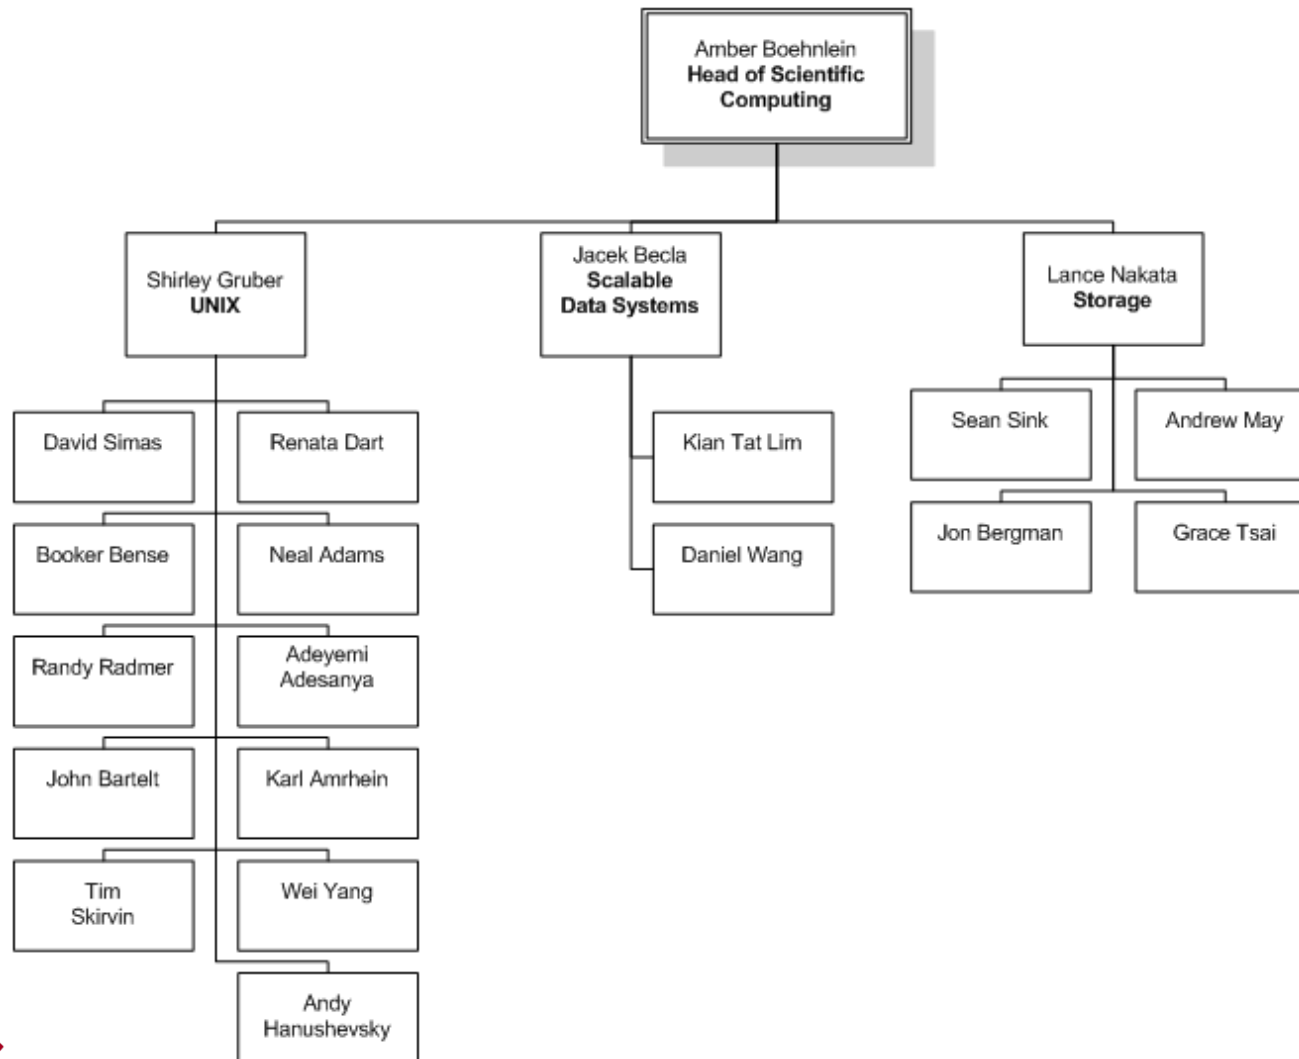 Amber Boehnlein
Head of Scientific
Computing
Shirley Gruber
UNIX
Jacek Becla
Scalable
Data Systems
Lance Nakata
Storage
David Simas
Renata Dart
Booker Bense
Neal Adams
Randy Radmer
Adeyemi
Adesanya
John Bartelt
Karl Amrhein
Tim
Skirvin
Wei Yang
Andy
Hanushevsky
Kian Tat Lim
Daniel Wang
Sean Sink
Andrew May
Jon Bergman
Grace Tsai